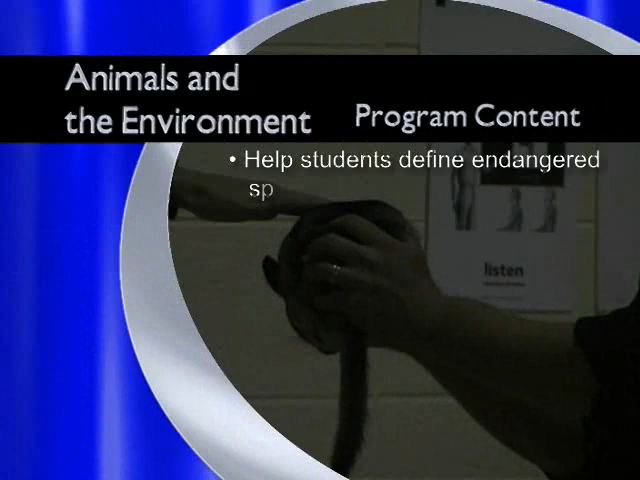 Animals and
the Environment
Program Content
• Help students define endangered
sp
listen